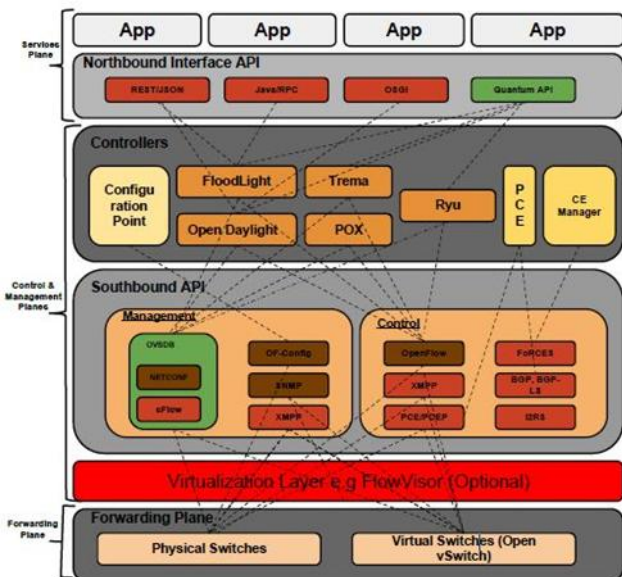 App
App
App
App
Services
Plane
Northbound Interface API
REST/JSON
Java/RPC
OSGI
Quantum API
Controllers
Configu
ration
Point
FloodLight
Trema
Open Daylight
POX
Ryu
P
C
E
CE
Manager
Control &
Management
Planes
Southbound API
Management
OVSDB
NETCONF
sFlow
OF-Config
SNMP
XMPP
Control
OpenFlow
XMPP
PCE/PCEP
FoRCES
BGP, BGP-
LS
I2RS
Virtualization Layer e.g FlowVisor (Optional)
Forwarding
Plane
Forwarding Plane
Physical Switches
Virtual Switches (Open
vSwitch)